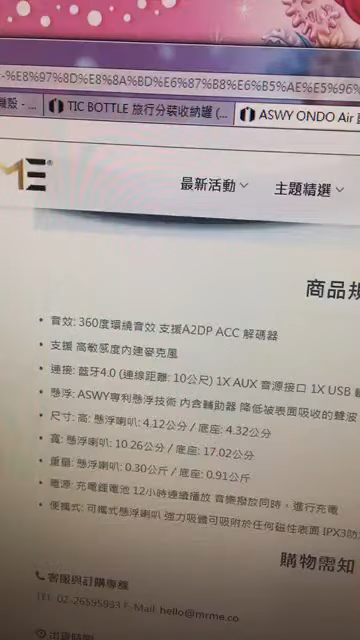 -%E8%97%8D%E8%8A%BD%E6%87%B8%E6%B5%AE%E5%96%
機殼 - ...
TIC BOTTLE 旅行分裝收納罐 (...
ASWY ONDO Air
ME®
最新活動
主題精選
商品規
• 音效: 360度環繞音效 支援A2DP ACC 解碼器
• 支援 高敏感度內建麥克風
• 連接: 藍牙4.0 (連線距離: 10公尺) 1X AUX 音源接口 1X USB
• 懸浮: ASWY專利懸浮技術 內含輔助器 降低被表面吸收的聲波
• 尺寸: 高: 懸浮喇叭: 4.12公分 / 底座: 4.32公分
• 寬: 懸浮喇叭: 10.26公分 / 底座: 17.02公分
• 重量: 懸浮喇叭: 0.30公斤 / 底座: 0.91公斤
• 電源: 充電鋰電池 12小時連續播放 音樂撥放同時，進行充電
• 便攜式: 可攜式懸浮喇叭 強力吸體可吸附於任何磁性表面 IPX3防
購物需知
客服與訂購專線
TEL: 02-26595933 E-Mail: hello@mrme.co
出貨時間